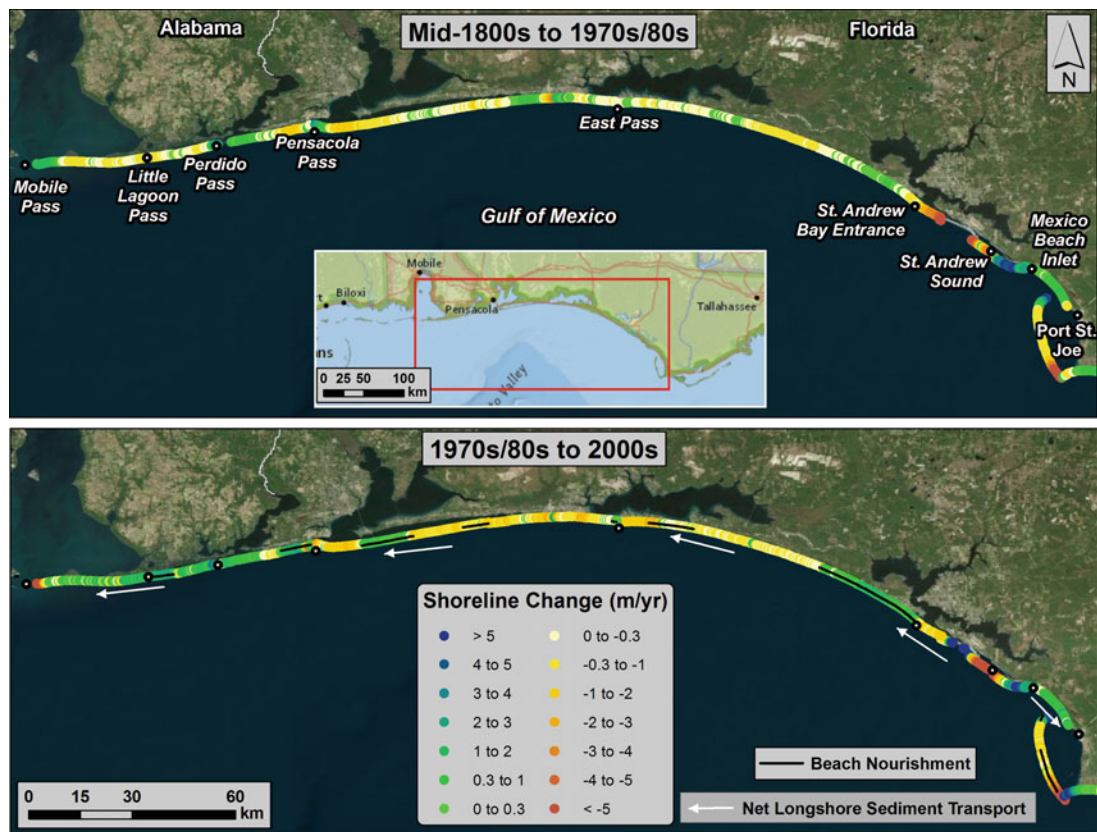 Mid-1800s to 1970s/80s
Alabama
Florida
N
Mobile
Pass
Little
Lagoon
Pass
Perdido
Pass
Pensacola
Pass
East Pass
Gulf of Mexico
St. Andrew
Bay Entrance
St. Andrew
Sound
Mexico
Beach
Inlet
Port St.
Joe
Mobile
Biloxi
Pensacola
Tallahassee
ans
to Valley
0 25 50 100
km
1970s/80s to 2000s
Shoreline Change (m/yr)
> 5
4 to 5
3 to 4
2 to 3
1 to 2
0.3 to 1
0 to 0.3
0 to -0.3
-0.3 to -1
-1 to -2
-2 to -3
-3 to -4
-4 to -5
< -5
Beach Nourishment
Net Longshore Sediment Transport
0 15 30 60
km